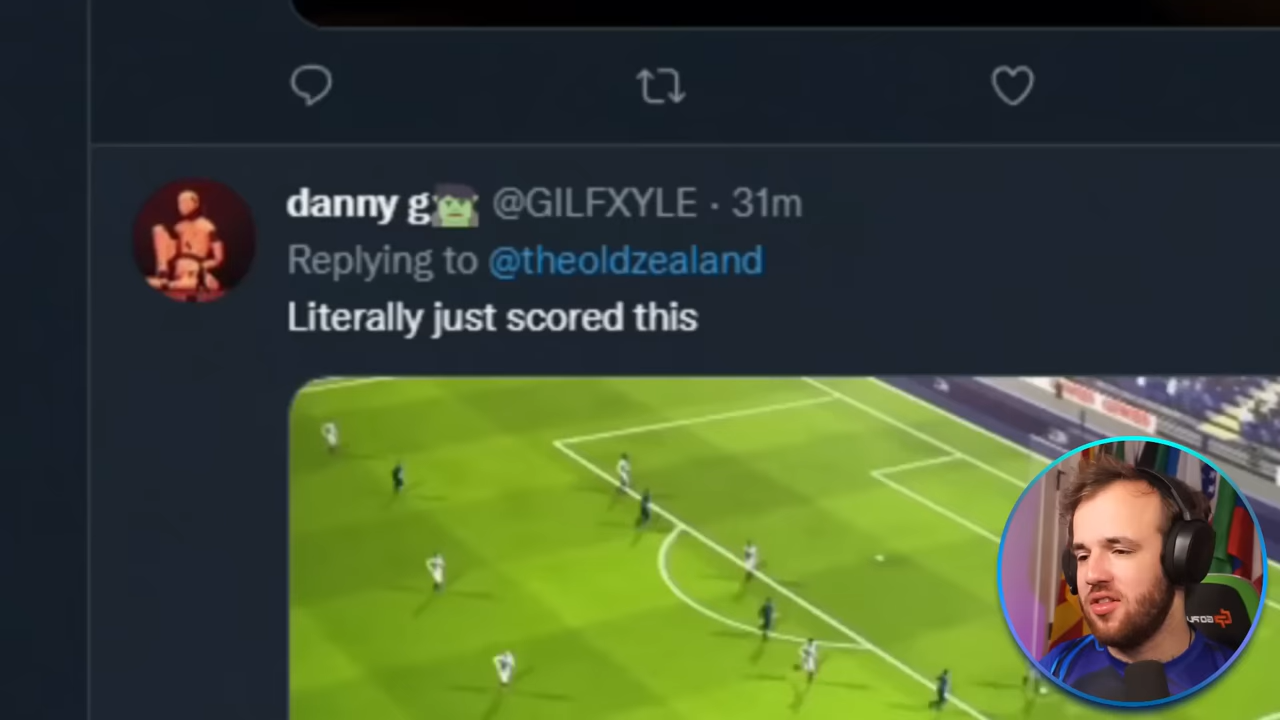 danny g🧟 @GILFXYLE · 31m
Replying to @theoldzealand
Literally just scored this